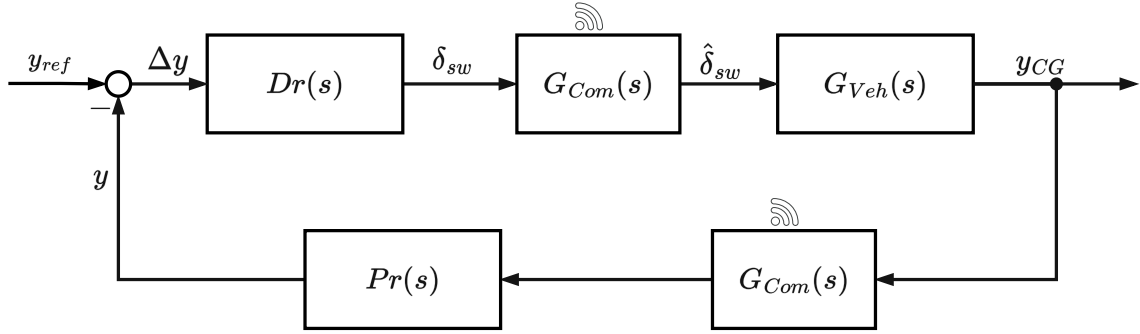 y_ref
Δy
Dr(s)
δ_sw
G_Com(s)
δ̂_sw
G_Veh(s)
y_CG
−
y
Pr(s)
G_Com(s)